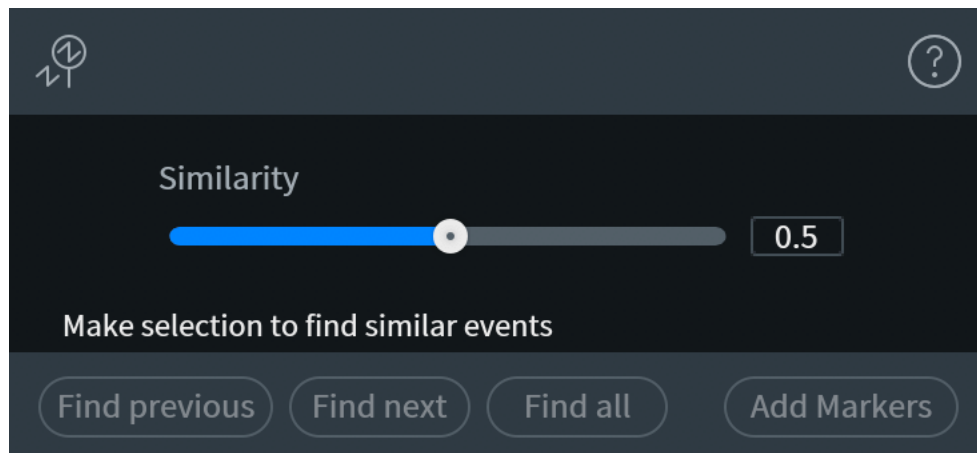 ?
Similarity
0.5
Make selection to find similar events
Find previous Find next Find all Add Markers